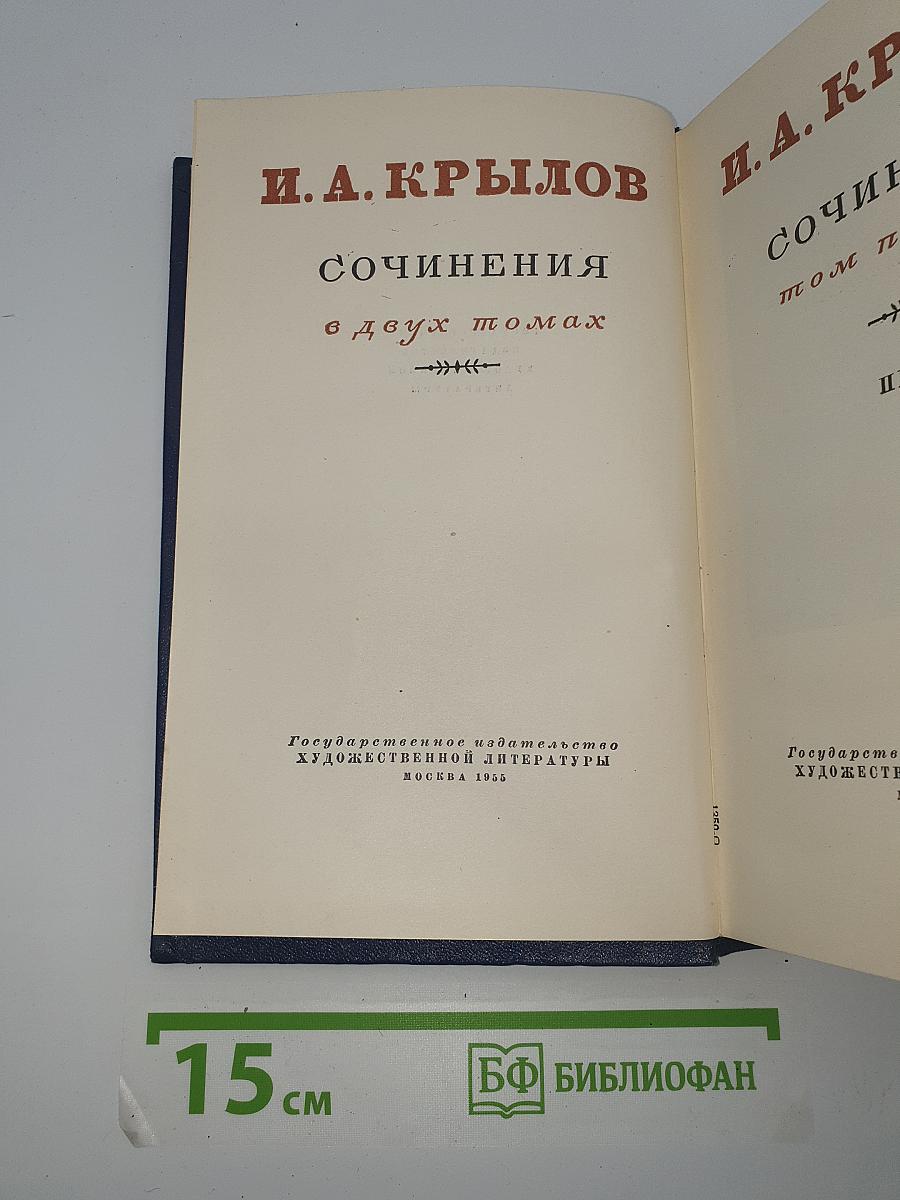 И. А. КРЫЛОВ
СОЧИНЕНИЯ
в двух томах
Государственное издательство
ХУДОЖЕСТВЕННОЙ ЛИТЕРАТУРЫ
МОСКВА 1955
И. А. КР
СОЧИН
том п
Государств
ХУДОЖЕСТВ
15 см
БФ БИБЛИОФАН